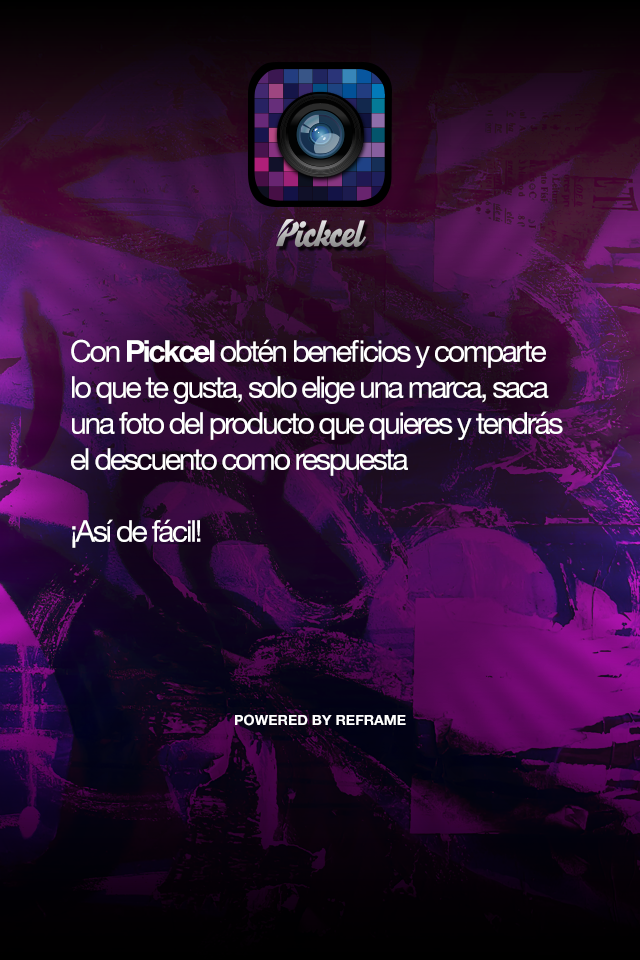 Pickcel
Con Pickcel obtén beneficios y comparte
lo que te gusta, solo elige una marca, saca
una foto del producto que quieres y tendrás
el descuento como respuesta
¡Así de fácil!
POWERED BY REFRAME